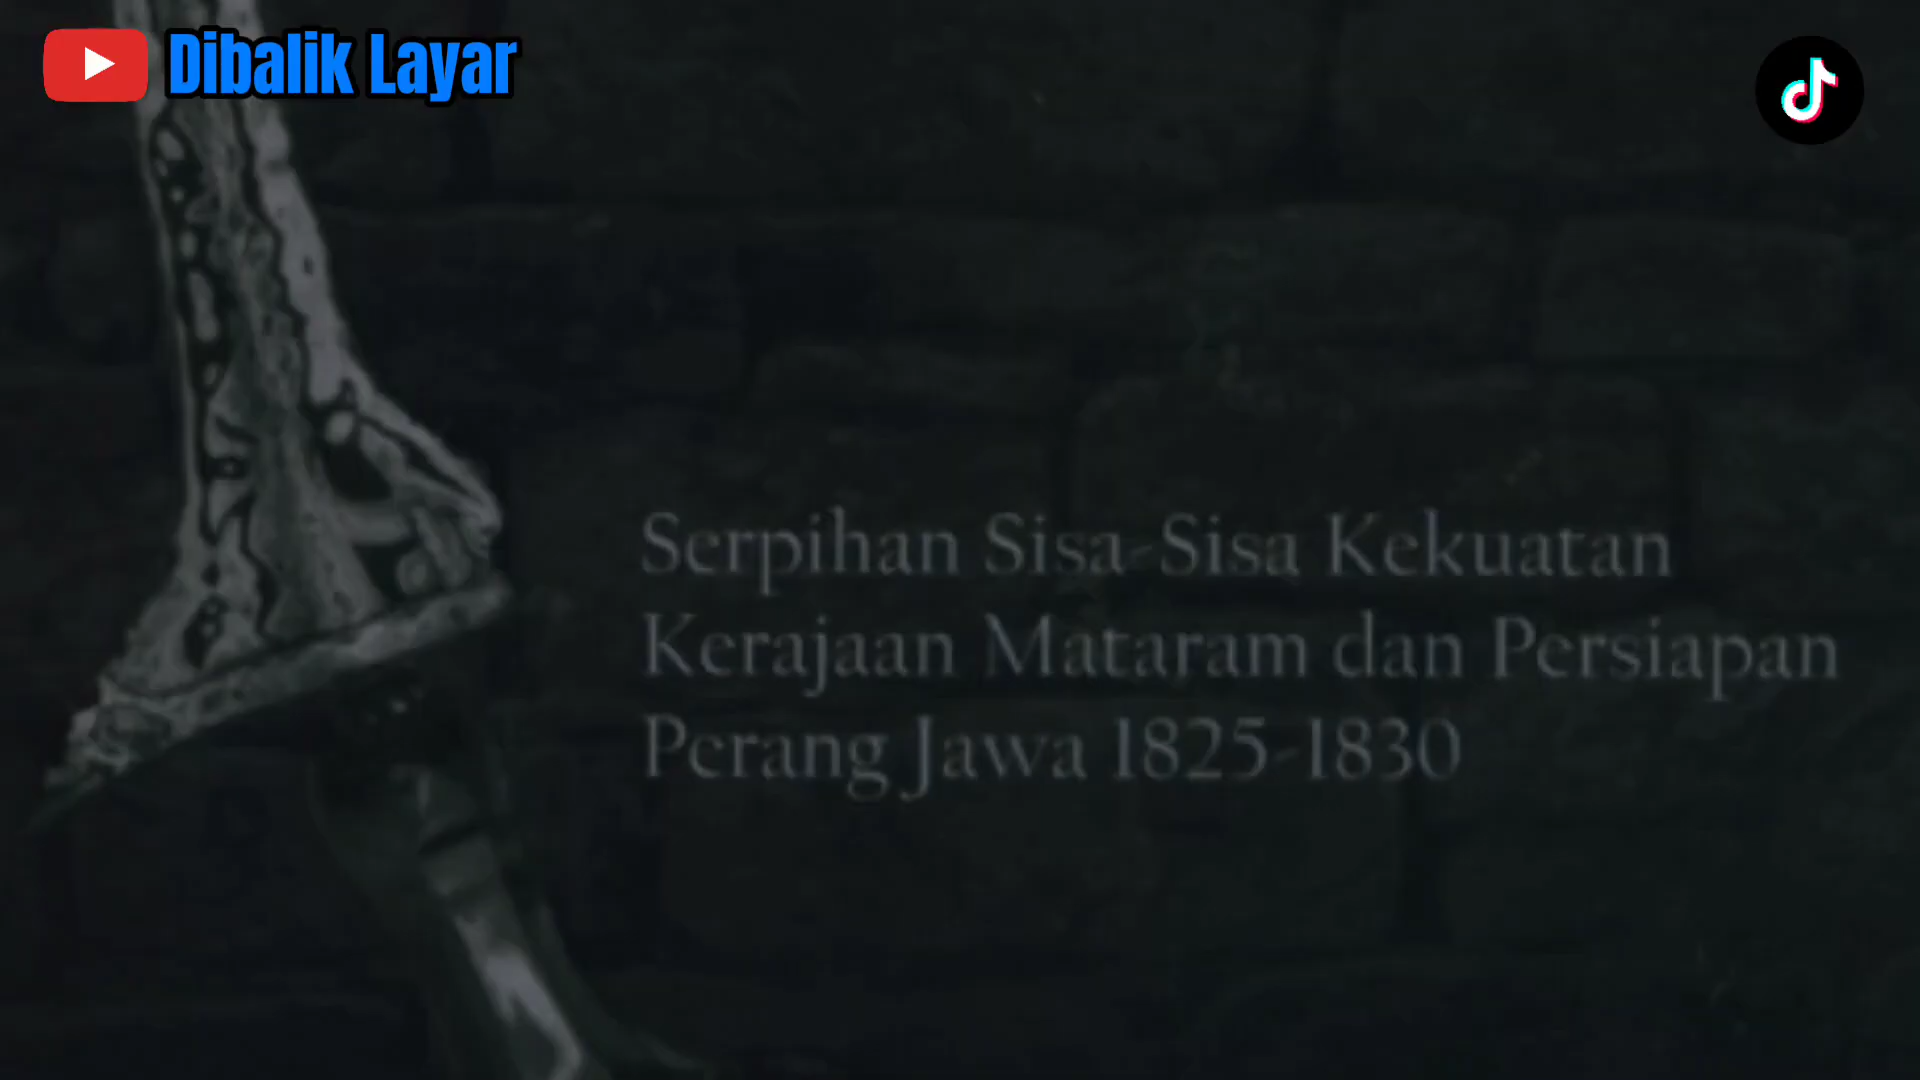 Dibalik Layar
Serpihan Sisa-Sisa Kekuatan
Kerajaan Mataram dan Persiapan
Perang Jawa 1825-1830